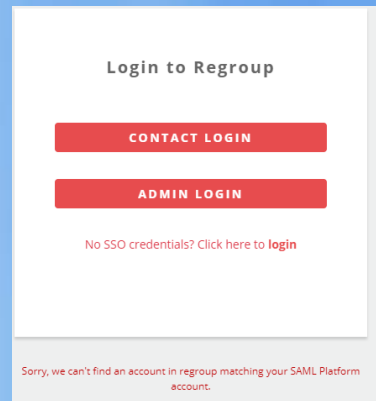 Login to Regroup
CONTACT LOGIN
ADMIN LOGIN
No SSO credentials? Click here to login
Sorry, we can't find an account in regroup matching your SAML Platform
account.